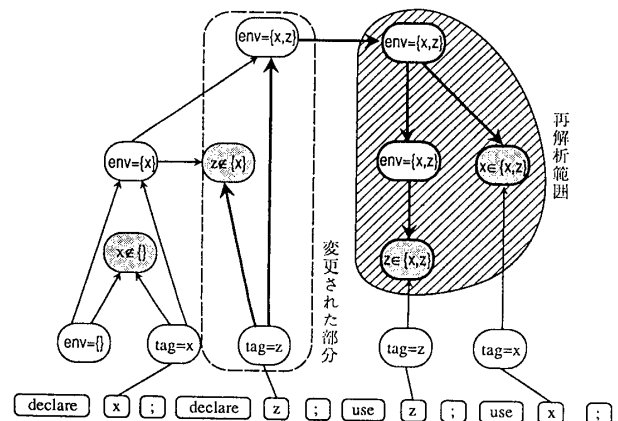 env={x,z}
env={x,z}
env={x}
z∉{x}
env={x,z}
x∈{x,z}
再解析範囲
x∉{}
z∈{x,z}
変更された部分
env={}
tag=x
tag=z
tag=z
tag=x
declare x ; declare z ; use z ; use x ;